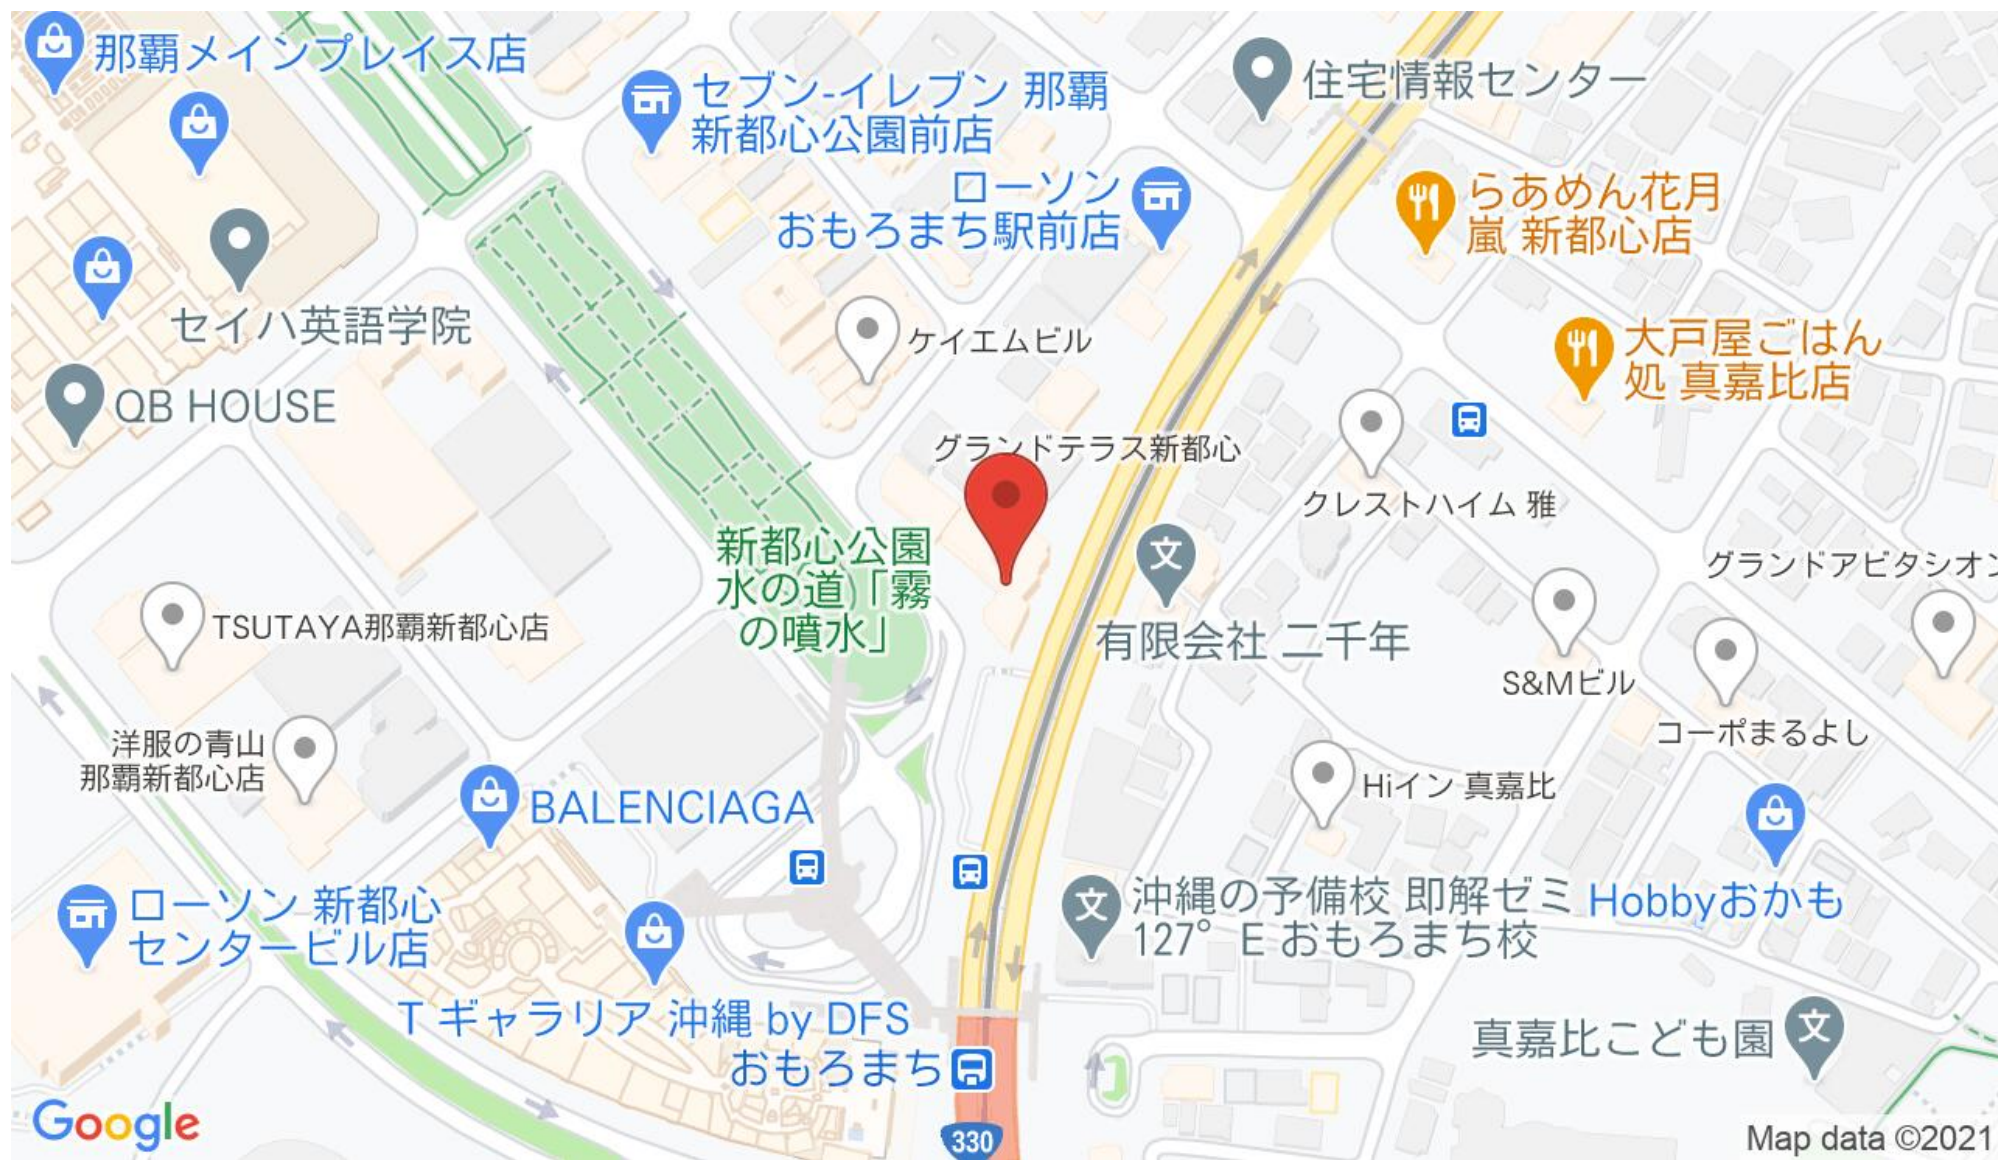 那覇メインプレイス店
セブン-イレブン 那覇
新都心公園前店
住宅情報センター
ローソン
おもろまち駅前店
らあめん花月
嵐 新都心店
セイハ英語学院
ケイエムビル
大戸屋ごはん
処 真嘉比店
QB HOUSE
グランドテラス新都心
クレストハイム 雅
新都心公園
水の道)「霧
の噴水」
文
有限会社 二千年
グランドアビタシオン
TSUTAYA那覇新都心店
S&Mビル
コーポまるよし
洋服の青山
那覇新都心店
Hiイン 真嘉比
BALENCIAGA
ローソン 新都心
センタービル店
文
沖縄の予備校 即解ゼミ
127°E おもろまち校
Hobbyおかも
T ギャラリア 沖縄 by DFS
おもろまち
真嘉比こども園
文
330
Google
Map data ©2021